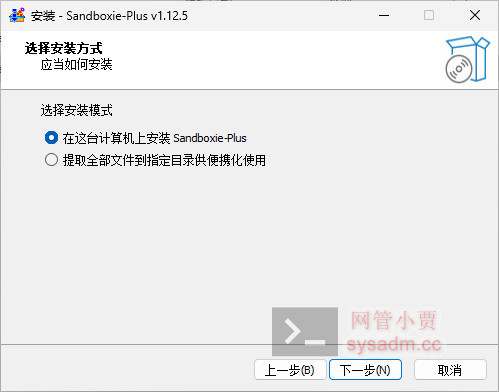 安装 - Sandboxie-Plus v1.12.5
选择安装方式
应当如何安装
选择安装模式
在这台计算机上安装 Sandboxie-Plus
提取全部文件到指定目录供便携化使用
网管小贾
sysadm.cc
上一步(B)
下一步(N)
取消